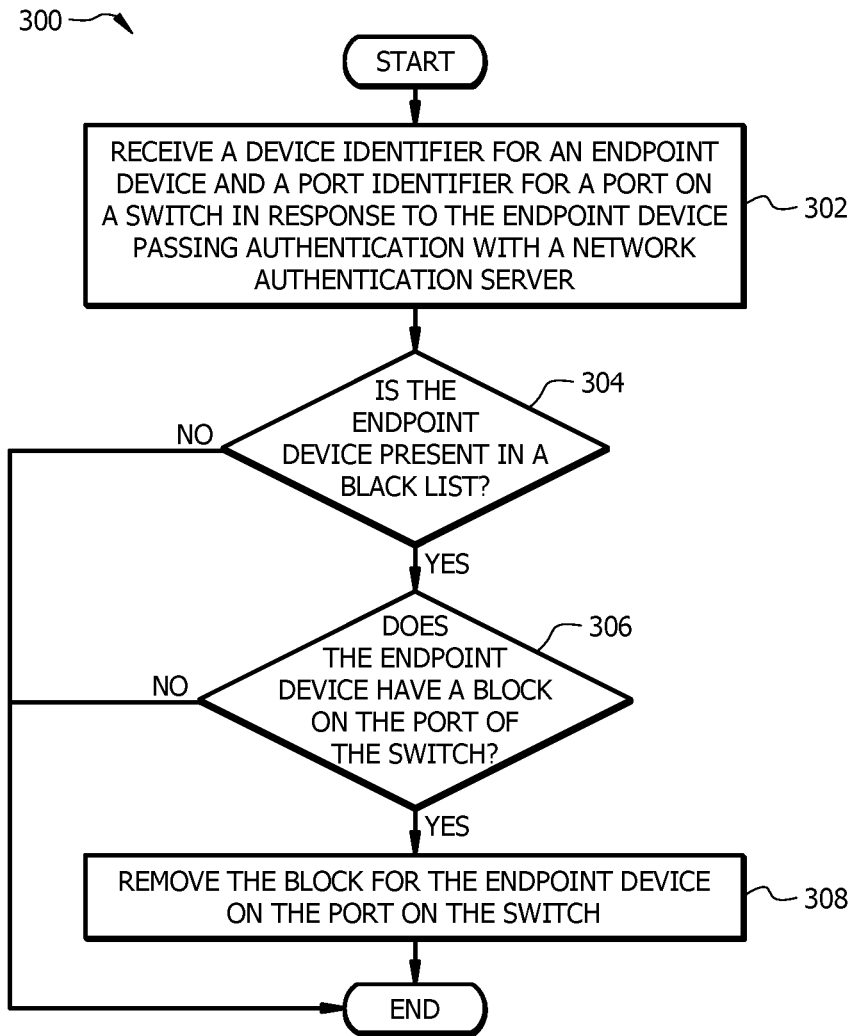 300
START
RECEIVE A DEVICE IDENTIFIER FOR AN ENDPOINT
DEVICE AND A PORT IDENTIFIER FOR A PORT ON
A SWITCH IN RESPONSE TO THE ENDPOINT DEVICE
PASSING AUTHENTICATION WITH A NETWORK
AUTHENTICATION SERVER
302
IS THE
ENDPOINT
DEVICE PRESENT IN A
BLACK LIST?
304
NO
YES
DOES
THE ENDPOINT
DEVICE HAVE A BLOCK
ON THE PORT OF
THE SWITCH?
306
NO
YES
REMOVE THE BLOCK FOR THE ENDPOINT DEVICE
ON THE PORT ON THE SWITCH
308
END